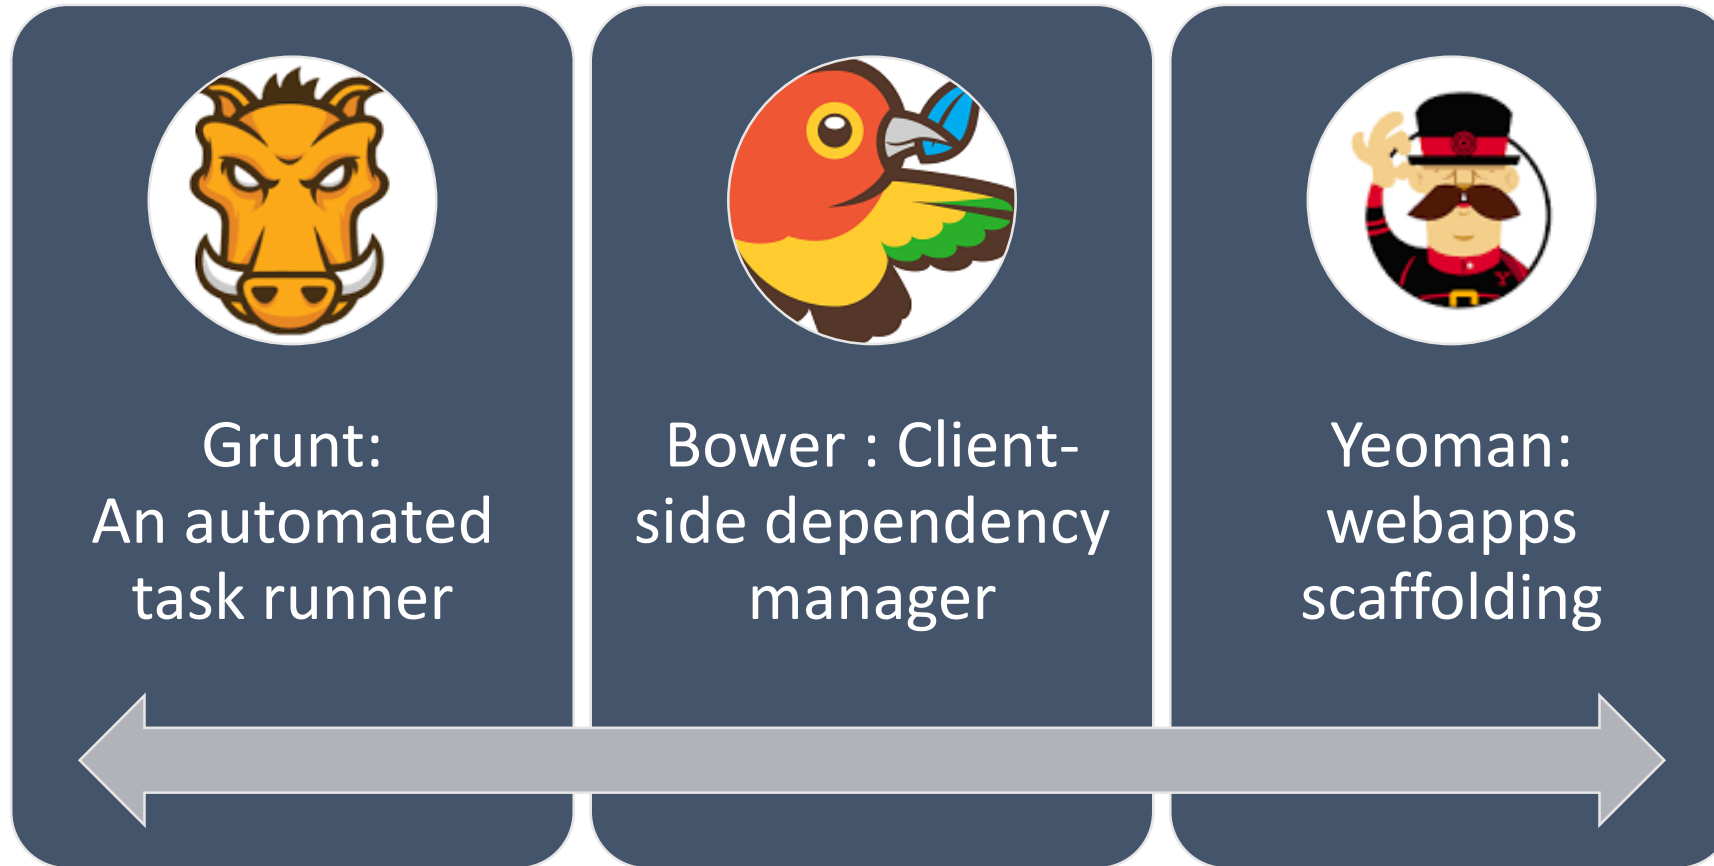 Grunt:
An automated
task runner
Bower : Client-
side dependency
manager
Yeoman:
webapps
scaffolding